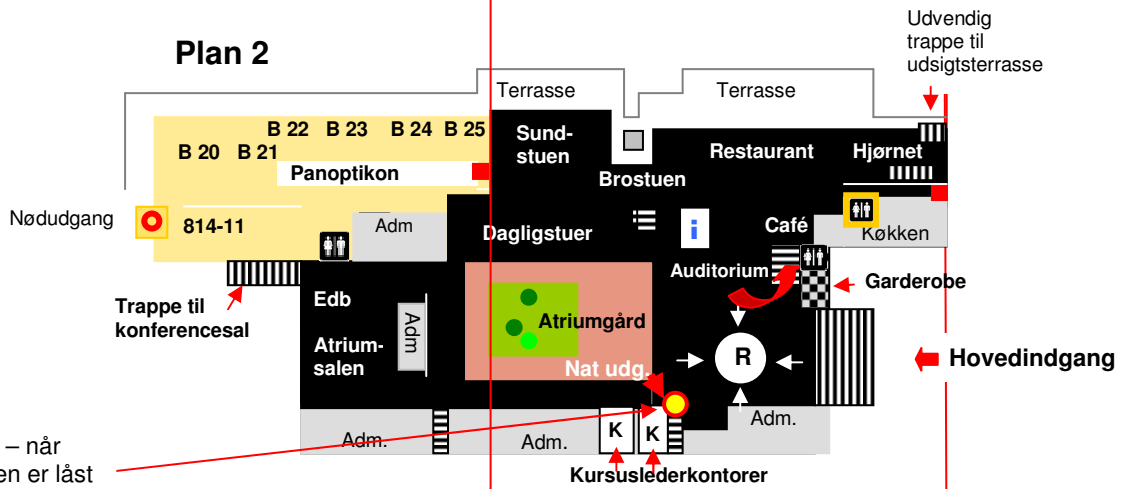 Udvendig
trappe til
udsigtsterrasse
Plan 2
Terrasse
Terrasse
B 22 B 23 B 24 B 25
B 20 B 21
Sund-
stuen
Restaurant
Hjørnet
Panoptikon
Brostuen
Nødudgang
814-11
Adm
Dagligstuer
i
Café
Køkken
Auditorium
Garderobe
Trappe til
konferencesal
Edb
Adm
Atrium-
salen
Atriumgård
Nat udg.
R
Hovedindgang
Adm.
Adm.
K
K
Adm.
– når
en er låst
Kursuslederkontorer